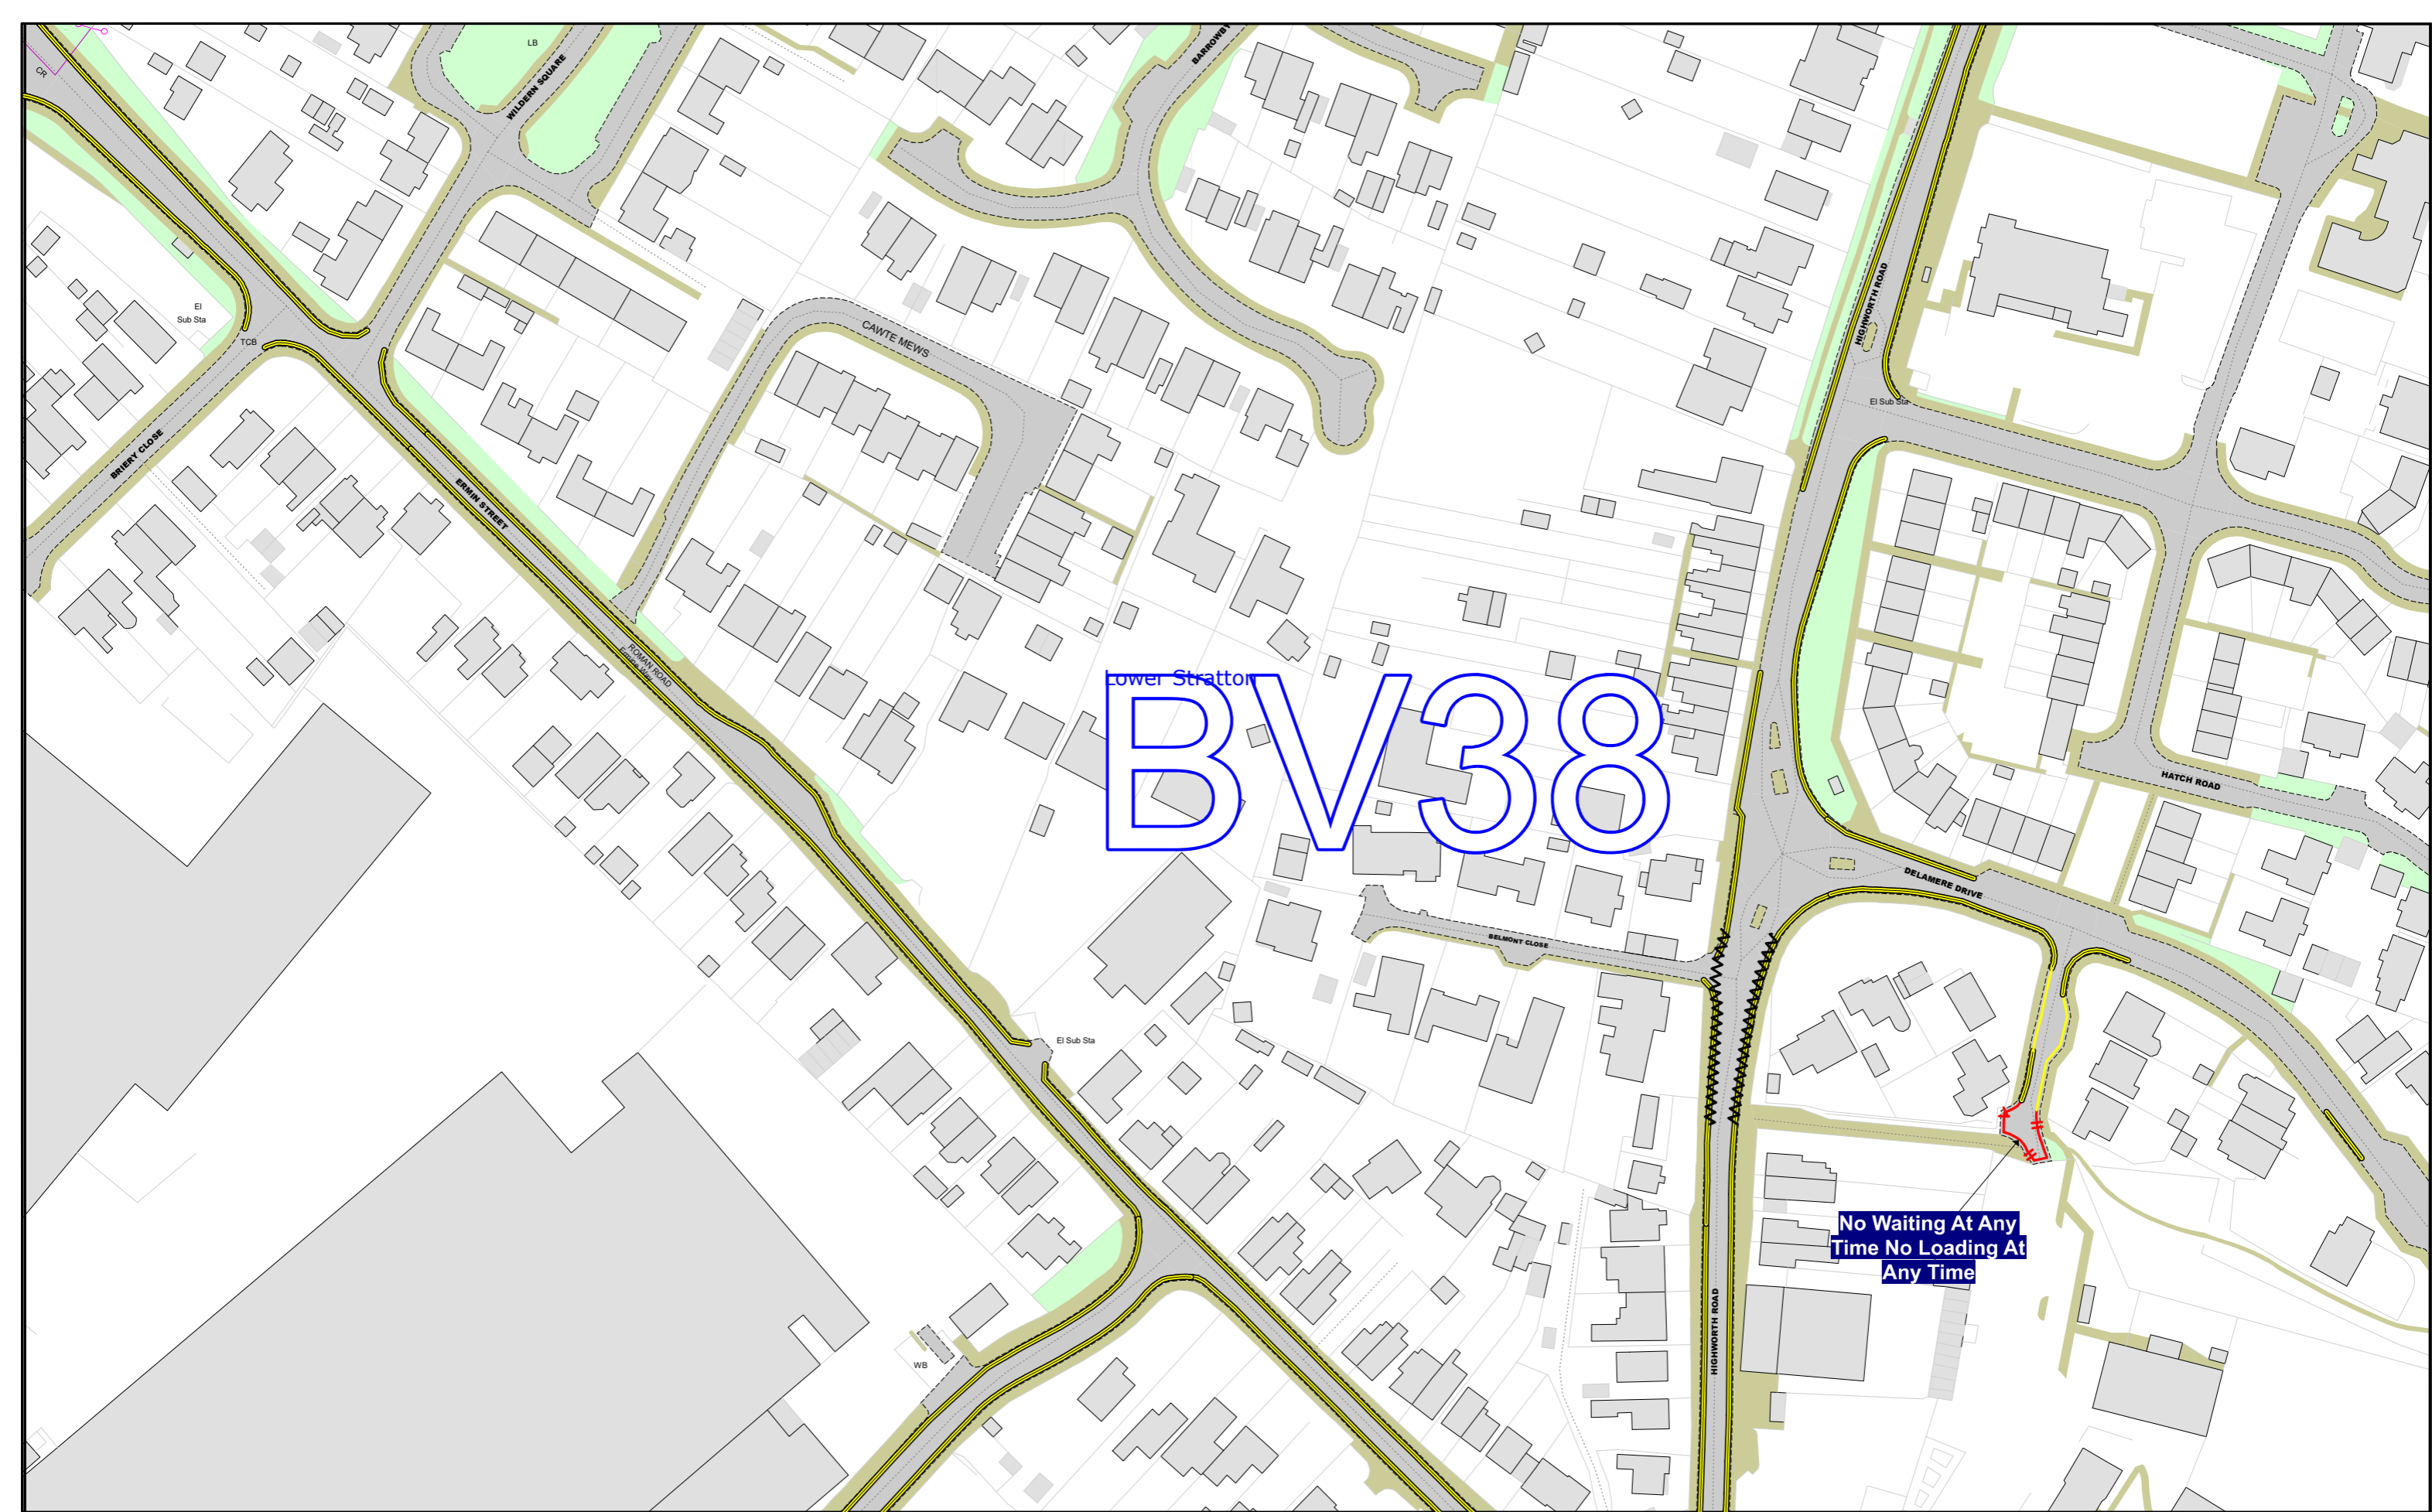 LB
CR
WILDERN SQUARE
BARROWBY
HIGHWORTH ROAD
El
Sub Sta
TCB
CAWTE MEWS
El Sub Sta
BRIERY CLOSE
ERMIN STREET
ROMAN ROAD
Ermine Way
Lower Stratton
BV38
HATCH ROAD
DELAMERE DRIVE
BELMONT CLOSE
El Sub Sta
No Waiting At Any
Time No Loading At
Any Time
HIGHWORTH ROAD
WB